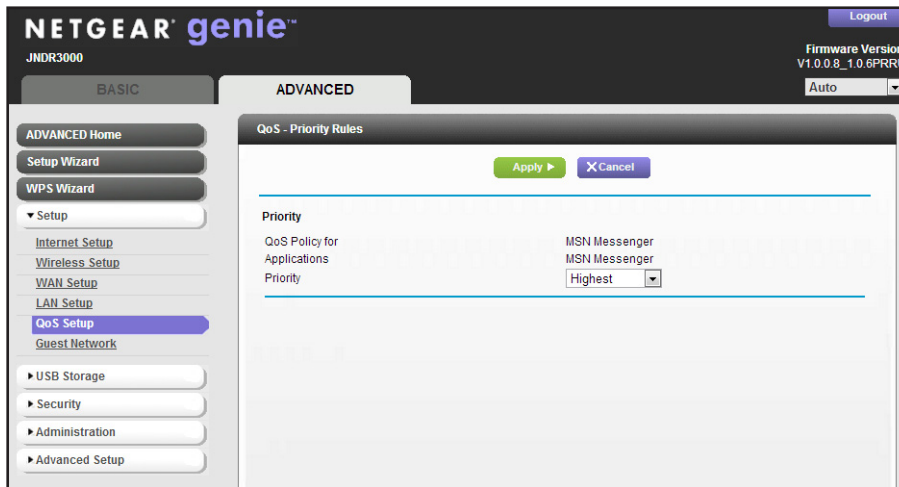 NETGEAR® genie™
Logout
JNDR3000
Firmware Version
V1.0.0.8_1.0.6PRRU
BASIC
ADVANCED
Auto
ADVANCED Home
Setup Wizard
WPS Wizard
Setup
Internet Setup
Wireless Setup
WAN Setup
LAN Setup
QoS Setup
Guest Network
USB Storage
Security
Administration
Advanced Setup
QoS - Priority Rules
Apply
Cancel
Priority
QoS Policy for MSN Messenger
Applications MSN Messenger
Priority Highest